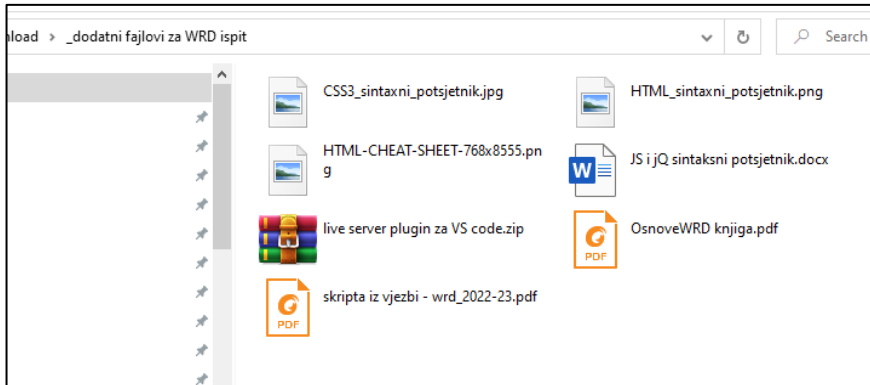 nload > _dodatni fajlovi za WRD ispit
Search
CSS3_sintaxni_potsjetnik.jpg
HTML_sintaxni_potsjetnik.png
HTML-CHEAT-SHEET-768x8555.pn
g
W
JS i jQ sintaksni potsjetnik.docx
live server plugin za VS code.zip
PDF
OsnoveWRD knjiga.pdf
PDF
skripta iz vjezbi - wrd_2022-23.pdf